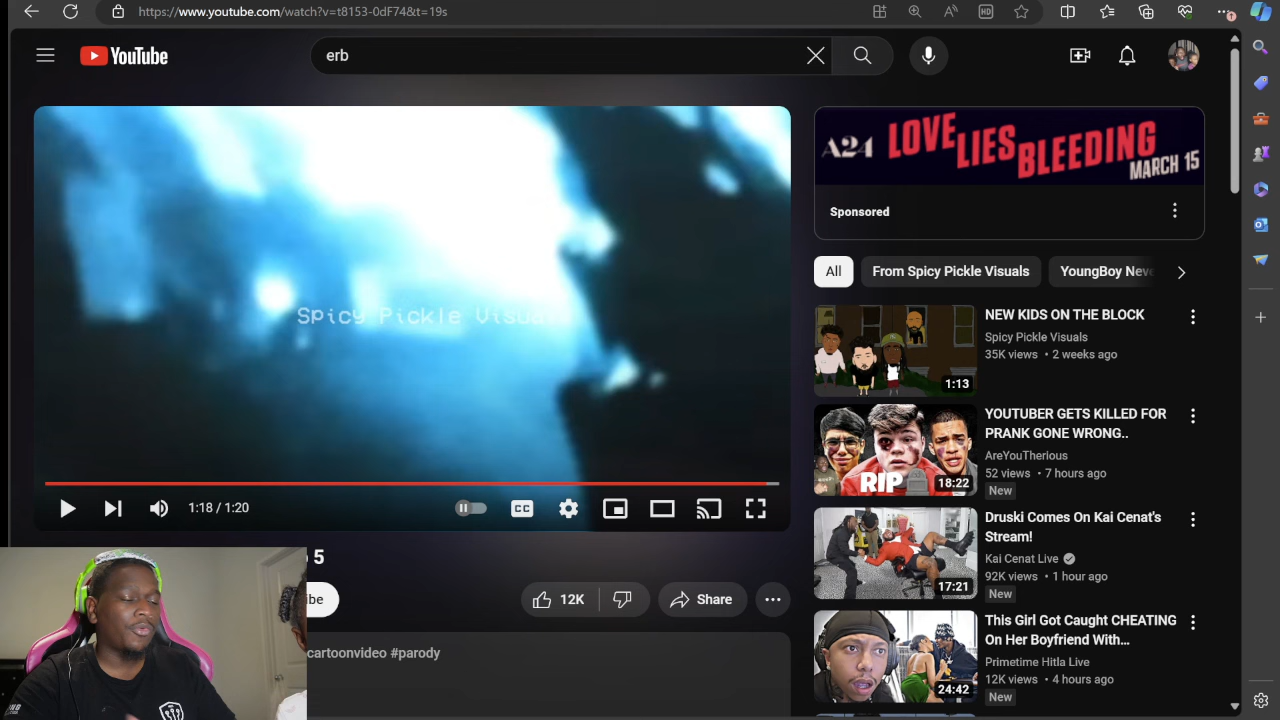 https://www.youtube.com/watch?v=t8153-0dF74&t=19s
YouTube
erb
Spicy Pickle Visuals
1:18 / 1:20
CC
5
be
12K
Share
cartoonvideo #parody
A24 LOVE LIES BLEEDING
MARCH 15
Sponsored
All
From Spicy Pickle Visuals
YoungBoy Neve
NEW KIDS ON THE BLOCK
Spicy Pickle Visuals
35K views • 2 weeks ago
1:13
YOUTUBER GETS KILLED FOR
PRANK GONE WRONG..
AreYouTherious
52 views • 7 hours ago
New
RIP
18:22
Druski Comes On Kai Cenat's
Stream!
Kai Cenat Live
92K views • 1 hour ago
New
17:21
This Girl Got Caught CHEATING
On Her Boyfriend With...
Primetime Hitla Live
12K views • 4 hours ago
New
24:42